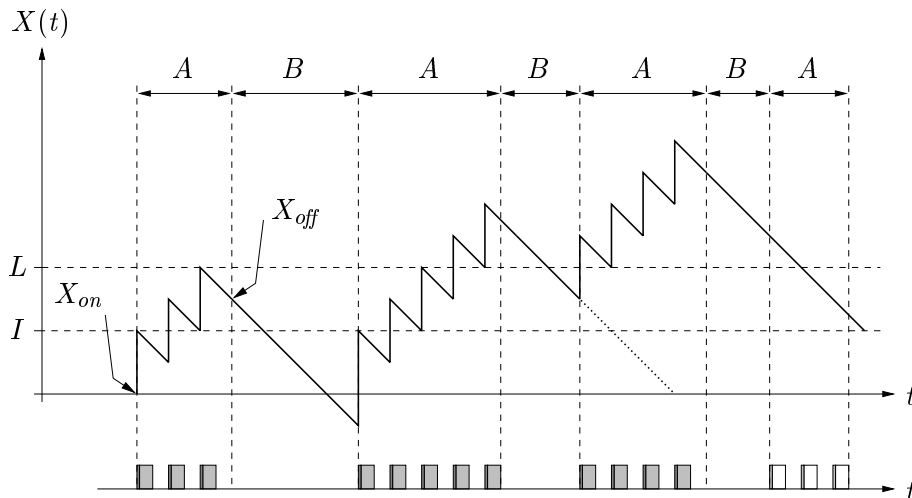 X(t)
A B A B A B A
X_off
L
X_on
I
t
t